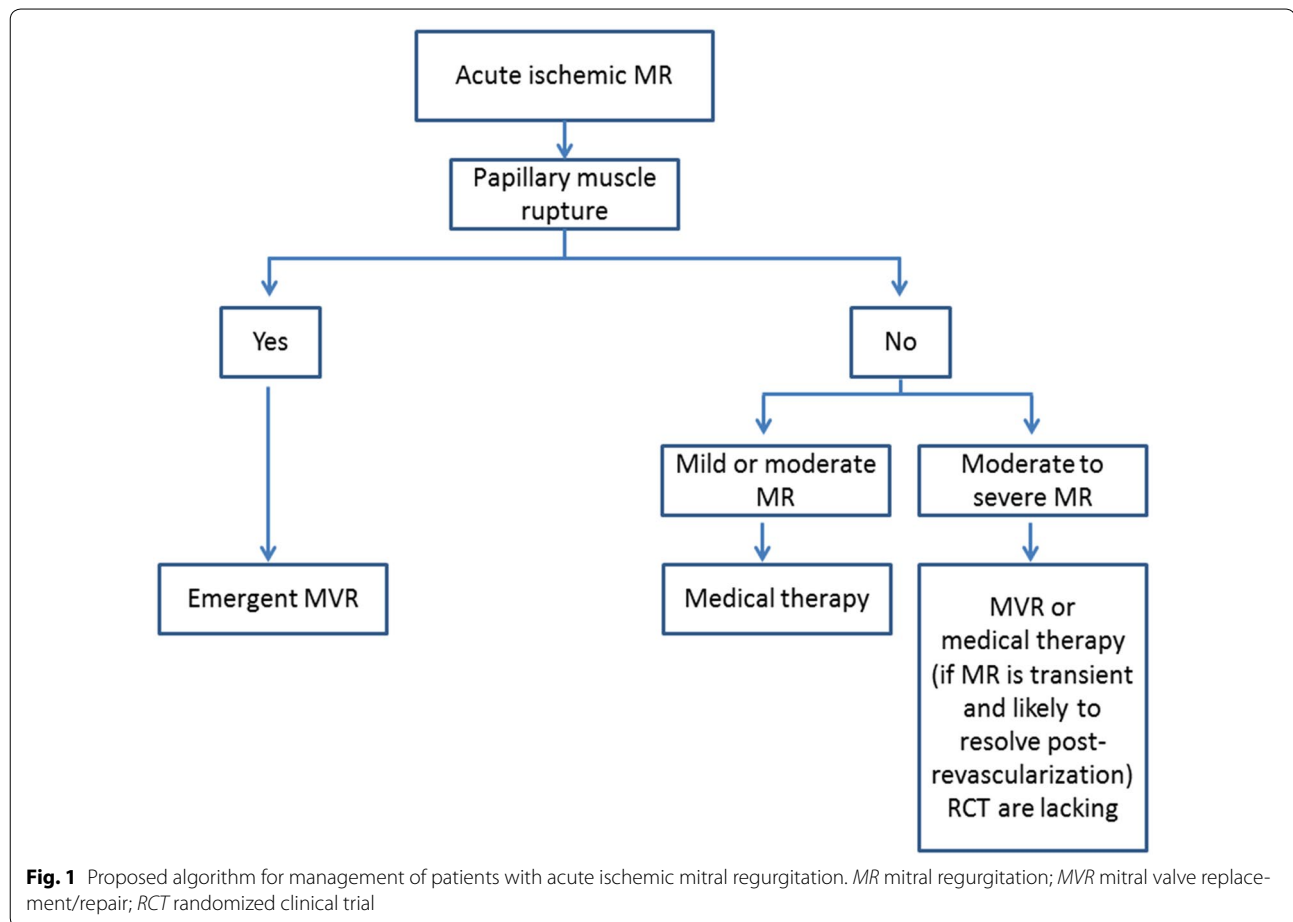 Acute ischemic MR
Papillary muscle
rupture
Yes
No
Mild or moderate
MR
Moderate to
severe MR
Emergent MVR
Medical therapy
MVR or
medical therapy
(if MR is transient
and likely to
resolve post-
revascularization)
RCT are lacking
Fig. 1 Proposed algorithm for management of patients with acute ischemic mitral regurgitation. MR mitral regurgitation; MVR mitral valve replace-
ment/repair; RCT randomized clinical trial